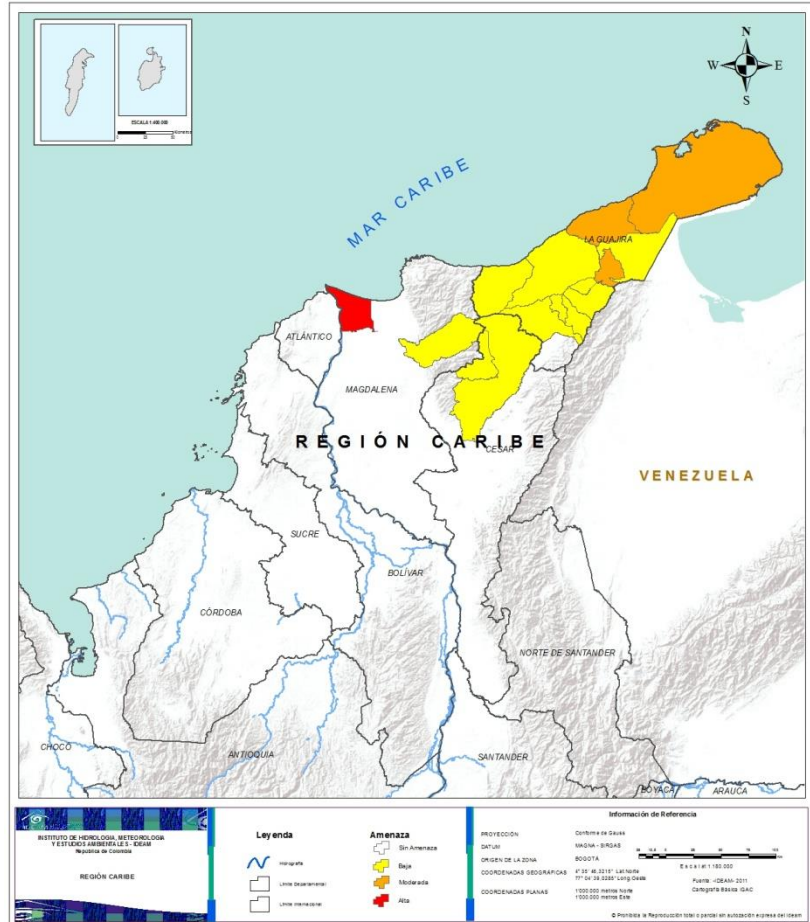 ESCALA 1:400.000
N
W
E
S
MAR CARIBE
LA GUAJIRA
ATLÁNTICO
MAGDALENA
REGIÓN CARIBE
CESAR
VENEZUELA
SUCRE
BOLÍVAR
CÓRDOBA
NORTE DE SANTANDER
CHOCÓ
ANTIOQUIA
SANTANDER
BOYACÁ
ARAUCA
INSTITUTO DE HIDROLOGIA, METEOROLOGIA
Y ESTUDIOS AMBIENTALES - IDEAM
República de Colombia
REGIÓN CARIBE
Leyenda
Hidrografía
Límite Departamental
Límite Internacional
Amenaza
Sin Amenaza
Baja
Moderada
Alta
Información de Referencia
PROYECCIÓN
Conforme de Gauss
DATUM
MAGNA - SIRGAS
ORIGEN DE LA ZONA
BOGOTÁ
COORDENADAS GEOGRÁFICAS
COORDENADAS PLANAS
1'000.000 metros Norte
1'000.000 metros Este
Fuente: -IDEAM- 2011
Cartografía Básica IGAC
© Prohibida la Reproducción total o parcial sin autorización expresa del Ideam